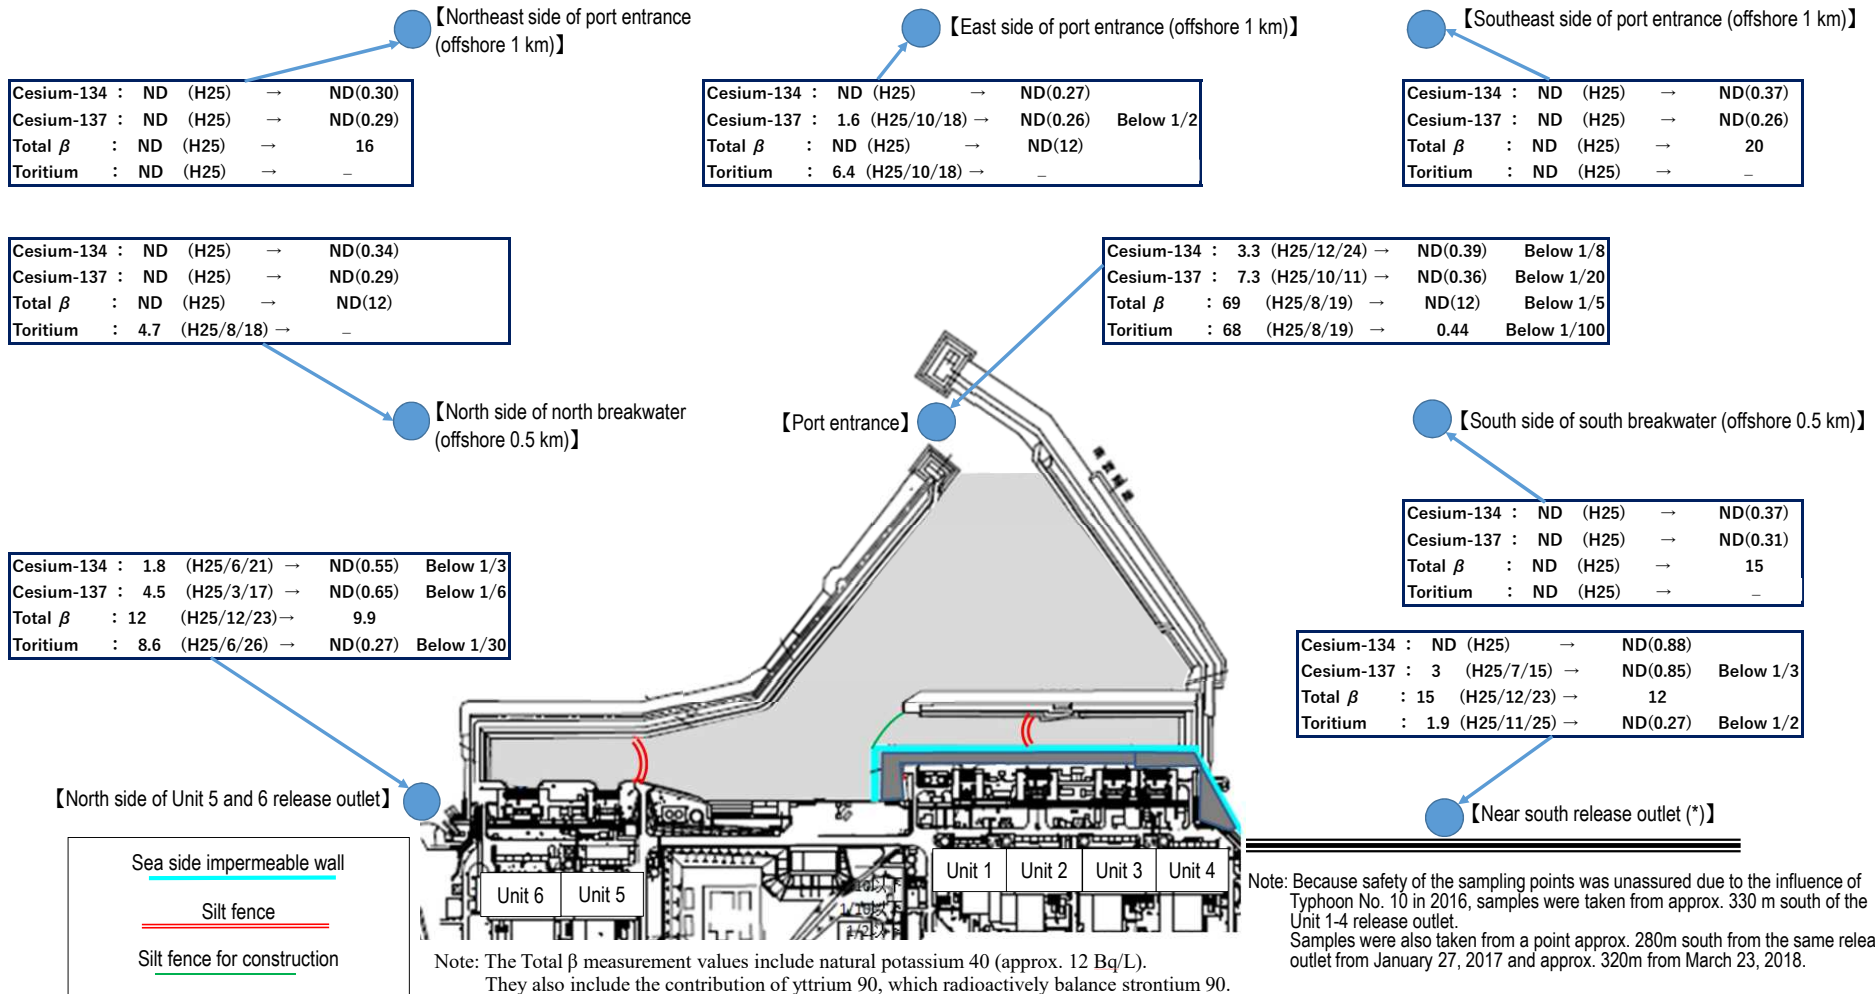 【Northeast side of port entrance
(offshore 1 km)】
【East side of port entrance (offshore 1 km)】
【Southeast side of port entrance (offshore 1 km)】
Cesium-134 : ND (H25) → ND(0.30)
Cesium-137 : ND (H25) → ND(0.29)
Total β : ND (H25) → 16
Toritium : ND (H25) → –
Cesium-134 : ND (H25) → ND(0.27)
Cesium-137 : 1.6 (H25/10/18) → ND(0.26) Below 1/2
Total β : ND (H25) → ND(12)
Toritium : 6.4 (H25/10/18) → –
Cesium-134 : ND (H25) → ND(0.37)
Cesium-137 : ND (H25) → ND(0.26)
Total β : ND (H25) → 20
Toritium : ND (H25) → –
Cesium-134 : ND (H25) → ND(0.34)
Cesium-137 : ND (H25) → ND(0.29)
Total β : ND (H25) → ND(12)
Toritium : 4.7 (H25/8/18) → –
Cesium-134 : 3.3 (H25/12/24) → ND(0.39) Below 1/8
Cesium-137 : 7.3 (H25/10/11) → ND(0.36) Below 1/20
Total β : 69 (H25/8/19) → ND(12) Below 1/5
Toritium : 68 (H25/8/19) → 0.44 Below 1/100
【North side of north breakwater
(offshore 0.5 km)】
【Port entrance】
【South side of south breakwater (offshore 0.5 km)】
Cesium-134 : ND (H25) → ND(0.37)
Cesium-137 : ND (H25) → ND(0.31)
Total β : ND (H25) → 15
Toritium : ND (H25) → –
Cesium-134 : 1.8 (H25/6/21) → ND(0.55) Below 1/3
Cesium-137 : 4.5 (H25/3/17) → ND(0.65) Below 1/6
Total β : 12 (H25/12/23)→ 9.9
Toritium : 8.6 (H25/6/26) → ND(0.27) Below 1/30
Cesium-134 : ND (H25) → ND(0.88)
Cesium-137 : 3 (H25/7/15) → ND(0.85) Below 1/3
Total β : 15 (H25/12/23) → 12
Toritium : 1.9 (H25/11/25) → ND(0.27) Below 1/2
【North side of Unit 5 and 6 release outlet】
【Near south release outlet (*)】
Sea side impermeable wall
Silt fence
Silt fence for construction
Unit 6 Unit 5
Unit 1 Unit 2 Unit 3 Unit 4
1/2以下
Note: Because safety of the sampling points was unassured due to the influence of
Typhoon No. 10 in 2016, samples were taken from approx. 330 m south of the
Unit 1-4 release outlet.
Samples were also taken from a point approx. 280m south from the same relea
outlet from January 27, 2017 and approx. 320m from March 23, 2018.
Note: The Total β measurement values include natural potassium 40 (approx. 12 Bq/L).
They also include the contribution of yttrium 90, which radioactively balance strontium 90.